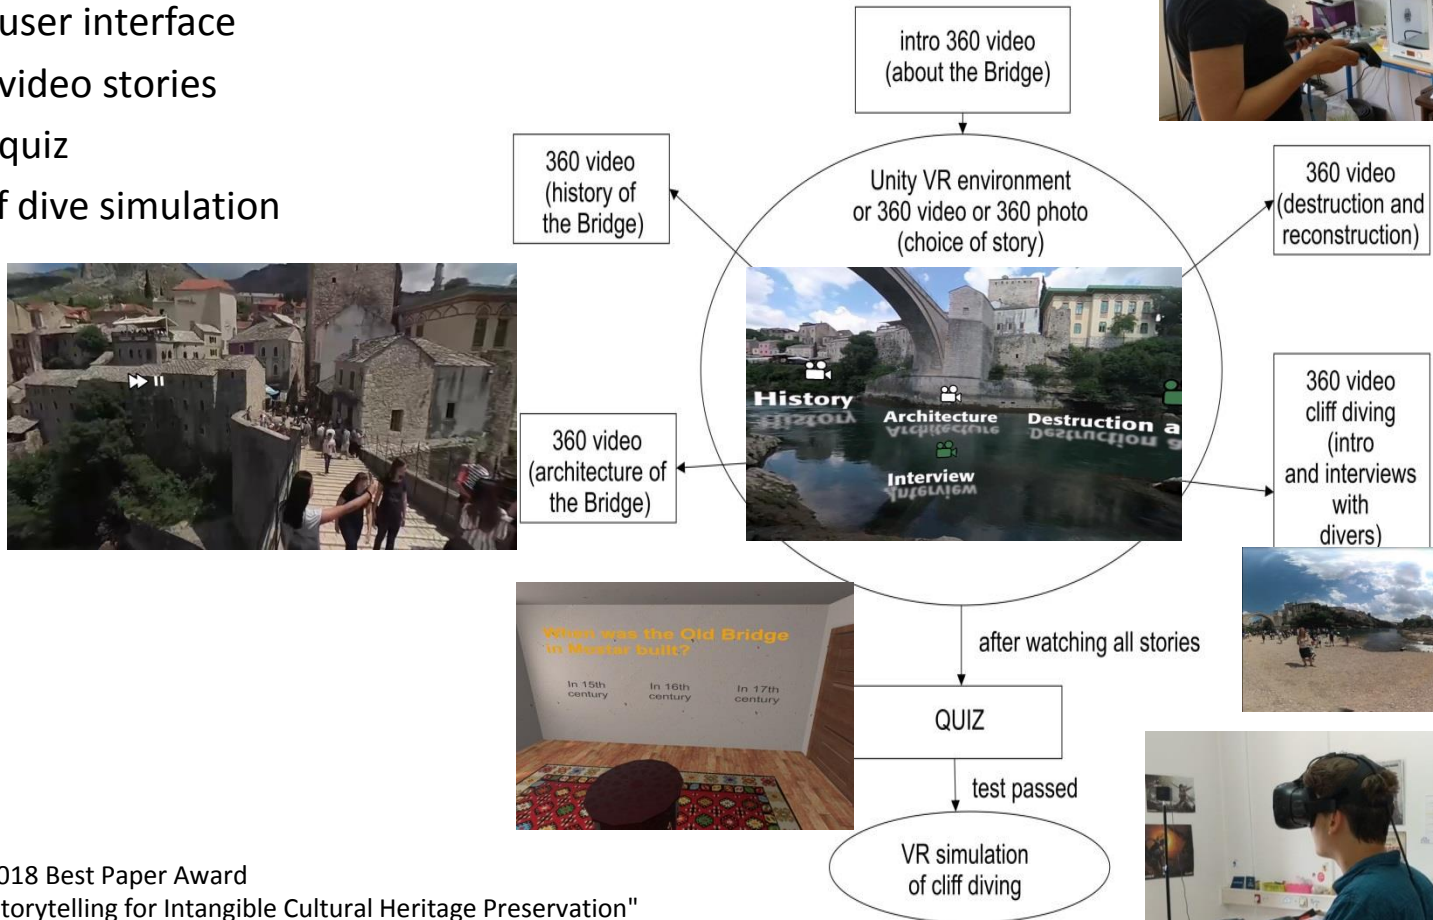 user interface
video stories
quiz
f dive simulation
intro 360 video
(about the Bridge)
360 video
(history of
the Bridge)
Unity VR environment
or 360 video or 360 photo
(choice of story)
360 video
(destruction and
reconstruction)
History
Architecture
Destruction a
Interview
360 video
(architecture of
the Bridge)
360 video
cliff diving
(intro
and interviews
with
divers)
When was the Old Bridge
in Mostar built?
In 15th
century
In 16th
century
In 17th
century
after watching all stories
QUIZ
test passed
VR simulation
of cliff diving
018 Best Paper Award
torytelling for Intangible Cultural Heritage Preservation"